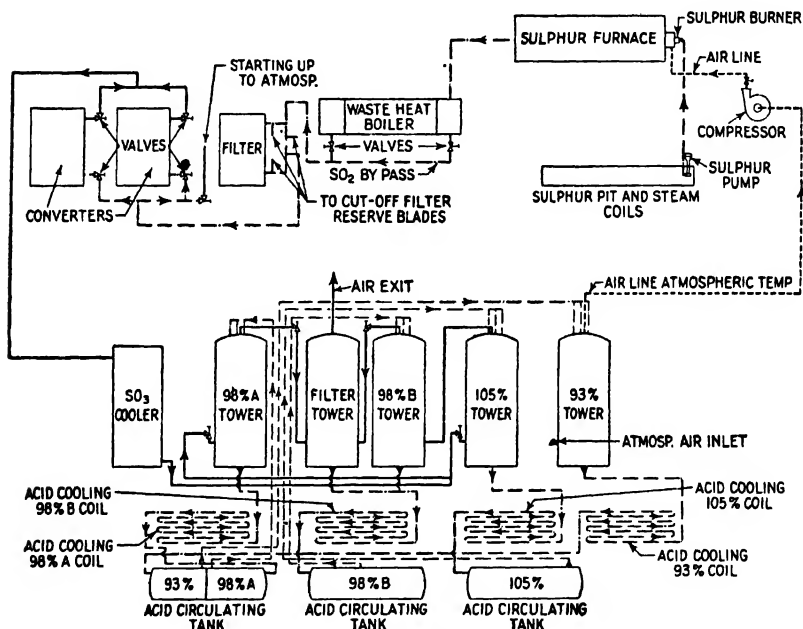 SULPHUR BURNER
SULPHUR FURNACE
AIR LINE
COMPRESSOR
STARTING UP
TO ATMOSP.
WASTE HEAT
BOILER
VALVES
FILTER
VALVES
SO₂ BY PASS
SULPHUR
PUMP
SULPHUR PIT AND STEAM
COILS
CONVERTERS
TO CUT-OFF FILTER
RESERVE BLADES
AIR EXIT
AIR LINE ATMOSPHERIC TEMP
SO₃
COOLER
98%A
TOWER
FILTER
TOWER
98%B
TOWER
105%
TOWER
93%
TOWER
ATMOSP. AIR INLET
ACID COOLING
98%B COIL
ACID COOLING
105% COIL
ACID COOLING
98%A COIL
ACID COOLING
93% COIL
93%
98%A
98%B
105%
ACID CIRCULATING
TANK
ACID CIRCULATING
TANK
ACID CIRCULATING
TANK